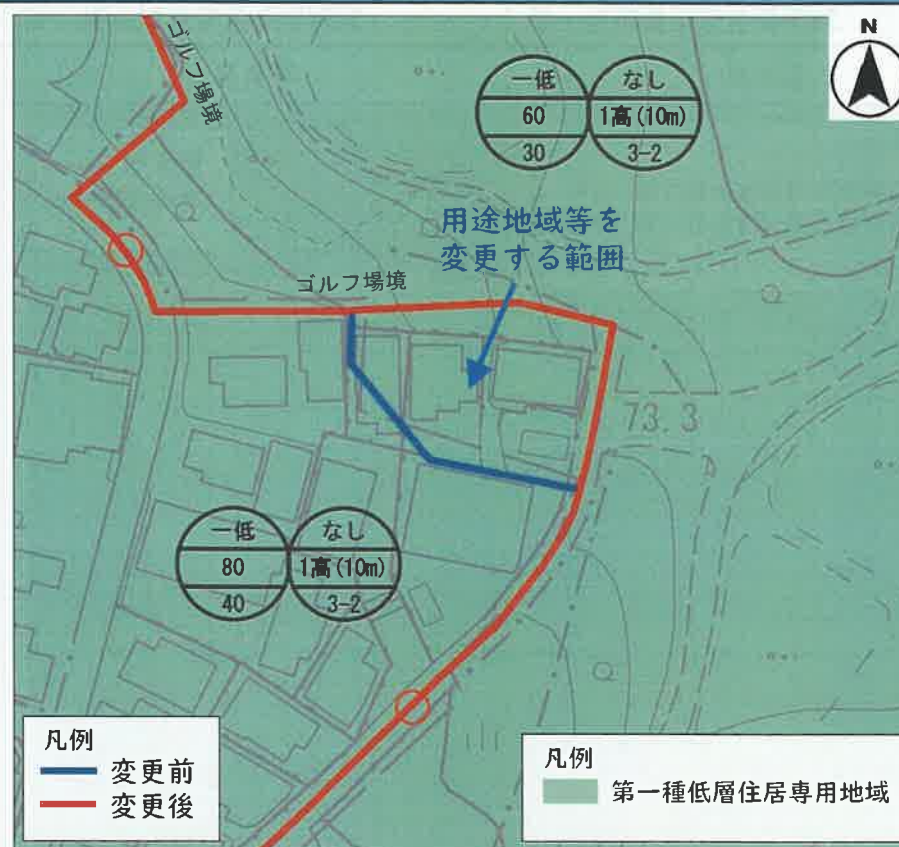 N
ゴルフ場境
一低
なし
60
1高(10m)
30
3-2
用途地域等を
変更する範囲
ゴルフ場境
73.3
一低
なし
80
1高(10m)
40
3-2
凡例
変更前
変更後
凡例
第一種低層住居専用地域